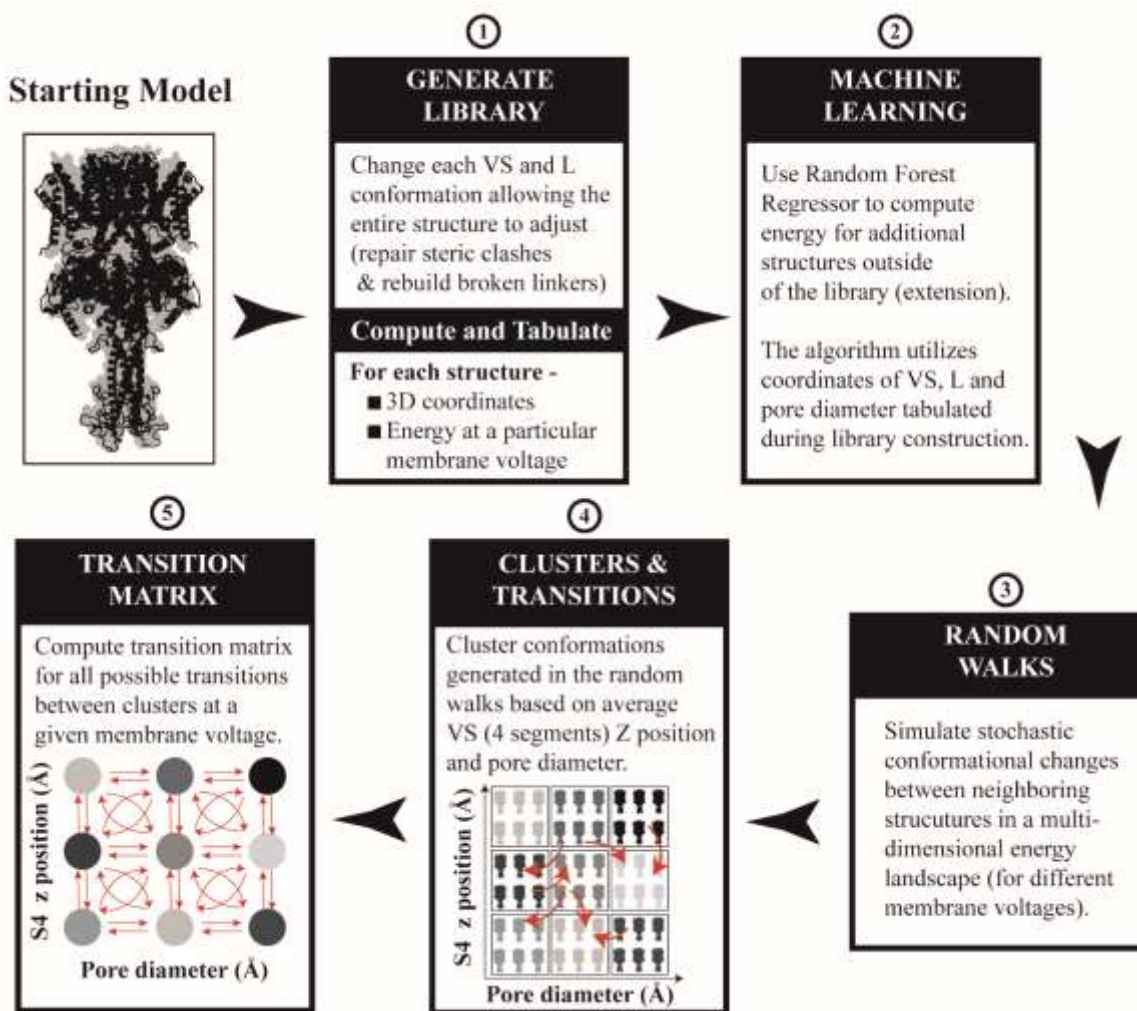 Starting Model
1
GENERATE
LIBRARY
Change each VS and L
conformation allowing the
entire structure to adjust
(repair steric clashes
& rebuild broken linkers)
Compute and Tabulate
For each structure -
■ 3D coordinates
■ Energy at a particular
membrane voltage
2
MACHINE
LEARNING
Use Random Forest
Regressor to compute
energy for additional
structures outside
of the library (extension).
The algorithm utilizes
coordinates of VS, L and
pore diameter tabulated
during library construction.
3
RANDOM
WALKS
Simulate stochastic
conformational changes
between neighboring
strucutures in a multi-
dimensional energy
landscape (for different
membrane voltages).
4
CLUSTERS &
TRANSITIONS
Cluster conformations
generated in the random
walks based on average
VS (4 segments) Z position
and pore diameter.
S4 z position (Å)
Pore diameter (Å)
5
TRANSITION
MATRIX
Compute transition matrix
for all possible transitions
between clusters at a
given membrane voltage.
S4 z position (Å)
Pore diameter (Å)